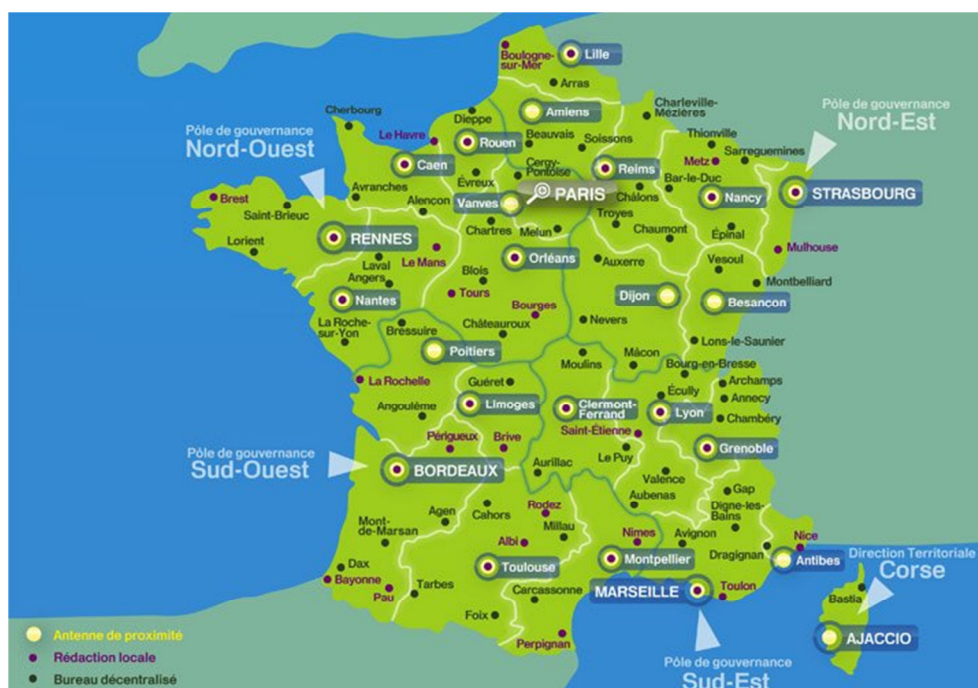 Boulogne-
sur-Mer
Lille
Arras
Amiens
Charleville-
Mézières
Cherbourg
Dieppe
Le Havre
Rouen
Beauvais
Soissons
Thionville
Sarreguemines
Pôle de gouvernance
Nord-Est
Pôle de gouvernance
Nord-Ouest
Caen
Cergy-
Pontoise
Reims
Metz
Bar-le-Duc
Évreux
PARIS
Châlons
Nancy
STRASBOURG
Brest
Avranches
Alençon
Vanves
Saint-Brieuc
Chartres
Melun
Troyes
Chaumont
Épinal
Lorient
RENNES
Le Mans
Orléans
Auxerre
Vesoul
Mulhouse
Laval
Angers
Blois
Montbelliard
Nantes
Tours
Bourges
Dijon
Besançon
La Roche-
sur-Yon
Bressuire
Châteauroux
Nevers
Lons-le-Saunier
Poitiers
Moulins
Mâcon
Bourg-en-Bresse
La Rochelle
Guéret
Écully
Archamps
Annecy
Angoulême
Limoges
Clermont-
Ferrand
Lyon
Chambéry
Saint-Étienne
Périgueux
Brive
Le Puy
Grenoble
Pôle de gouvernance
Sud-Ouest
BORDEAUX
Aurillac
Valence
Aubenas
Gap
Digne-les-
Bains
Mont-
de-Marsan
Agen
Cahors
Rodez
Millau
Albi
Nimes
Avignon
Dragignan
Nice
Dax
Bayonne
Pau
Tarbes
Toulouse
Montpellier
Antibes
Direction Territoriale
Corse
Carcassonne
MARSEILLE
Toulon
Bastia
Foix
Perpignan
AJACCIO
Antenne de proximité
Rédaction locale
Bureau décentralisé
Pôle de gouvernance
Sud-Est